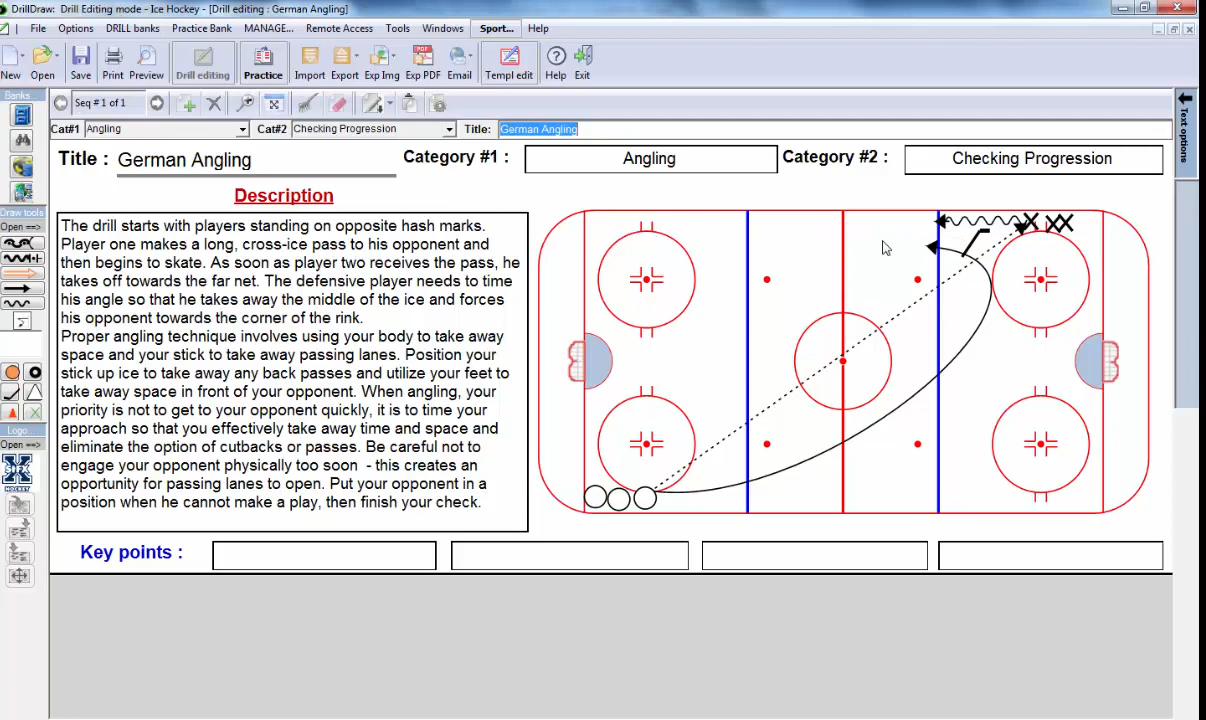 DrillDraw: Drill Editing mode - Ice Hockey - [Drill editing : German Angling]
File Options DRILL banks Practice Bank MANAGE... Remote Access Tools Windows Sport... Help
New Open Save Print Preview Drill editing Practice Import Export Exp Img Exp PDF Email Templ edit Help Exit
Banks
Seq # 1 of 1
Text options
Cat#1 Angling Cat#2 Checking Progression Title: German Angling
Title : German Angling Category #1 : Angling Category #2 : Checking Progression
Description
Draw tools
Open ==>
The drill starts with players standing on opposite hash marks.
Player one makes a long, cross-ice pass to his opponent and
then begins to skate. As soon as player two receives the pass, he
takes off towards the far net. The defensive player needs to time
his angle so that he takes away the middle of the ice and forces
his opponent towards the corner of the rink.
Proper angling technique involves using your body to take away
space and your stick to take away passing lanes. Position your
stick up ice to take away any back passes and utilize your feet to
take away space in front of your opponent. When angling, your
priority is not to get to your opponent quickly, it is to time your
approach so that you effectively take away time and space and
eliminate the option of cutbacks or passes. Be careful not to
engage your opponent physically too soon - this creates an
opportunity for passing lanes to open. Put your opponent in a
position when he cannot make a play, then finish your check.
X XX
Logo...
Open ==>
HOCKEY
Key points :